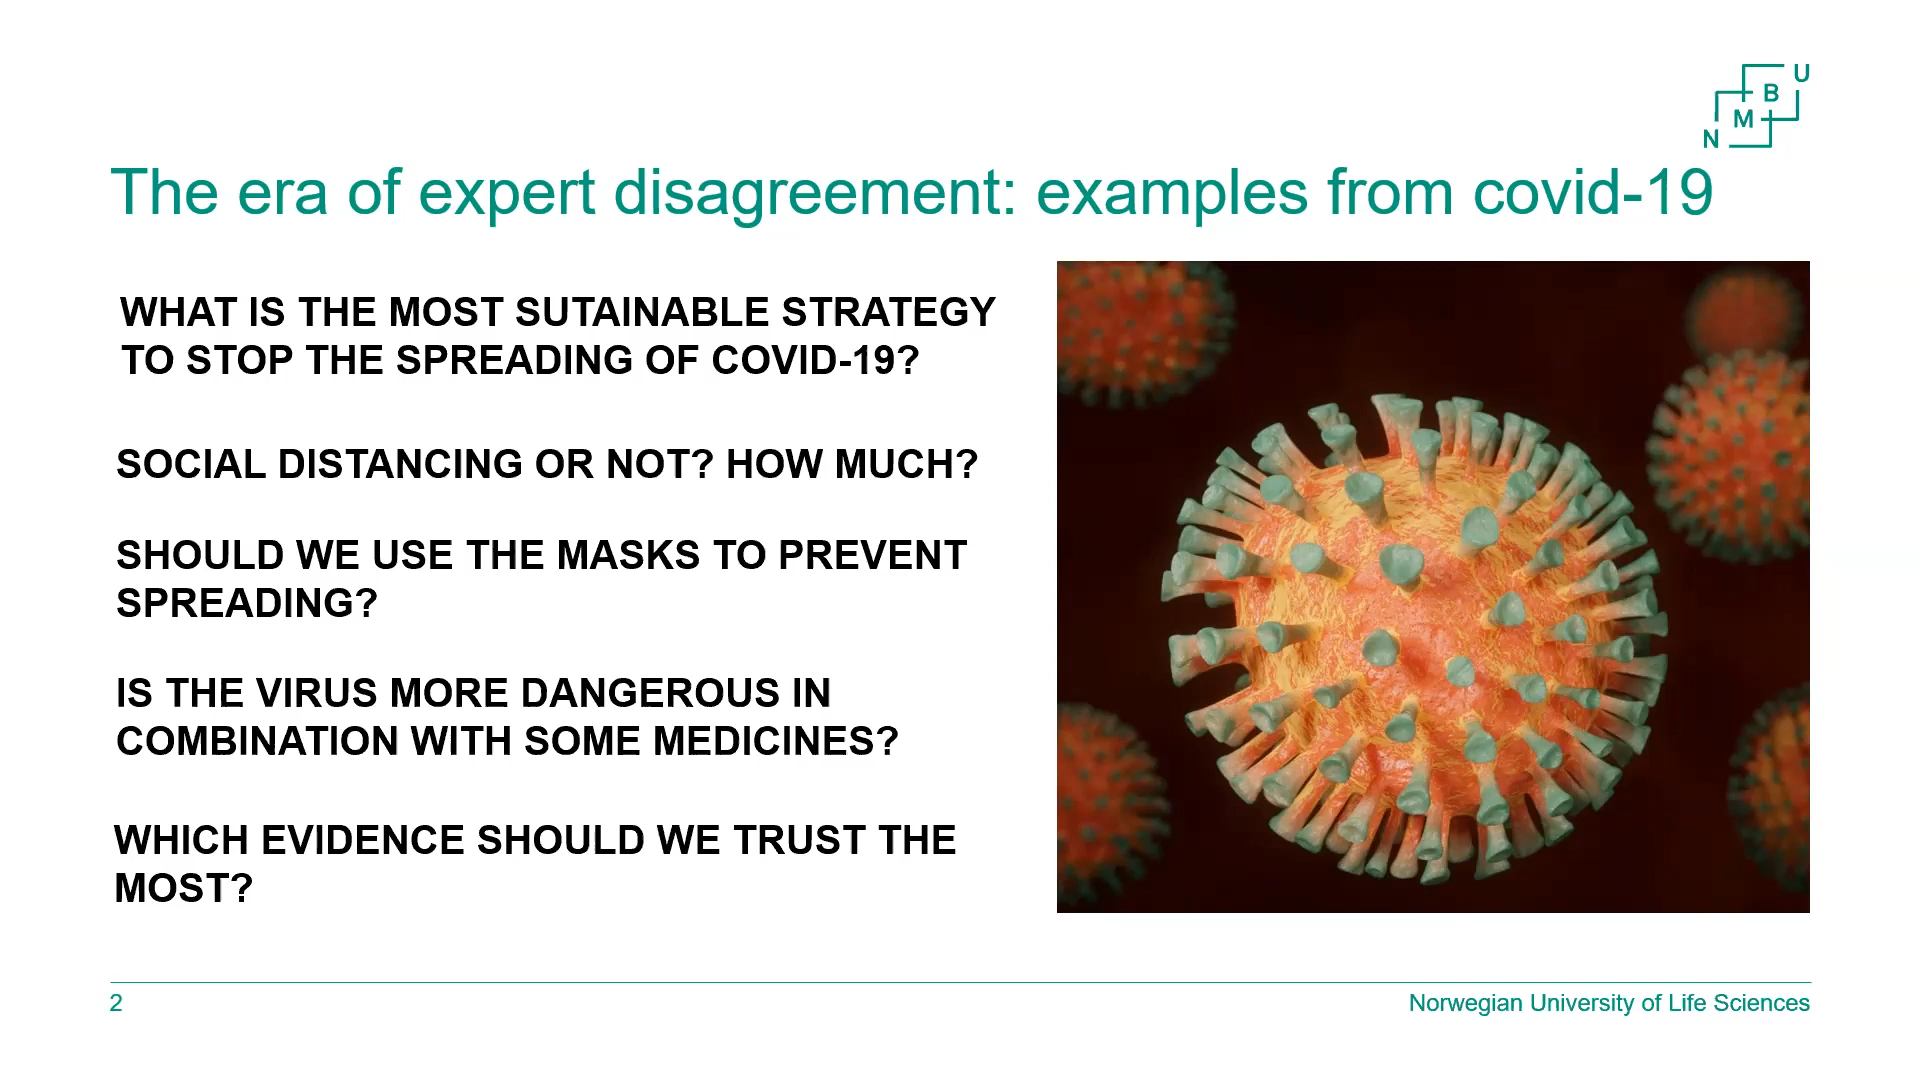 U
B
M
N
The era of expert disagreement: examples from covid-19
WHAT IS THE MOST SUTAINABLE STRATEGY
TO STOP THE SPREADING OF COVID-19?
SOCIAL DISTANCING OR NOT? HOW MUCH?
SHOULD WE USE THE MASKS TO PREVENT
SPREADING?
IS THE VIRUS MORE DANGEROUS IN
COMBINATION WITH SOME MEDICINES?
WHICH EVIDENCE SHOULD WE TRUST THE
MOST?
2
Norwegian University of Life Sciences